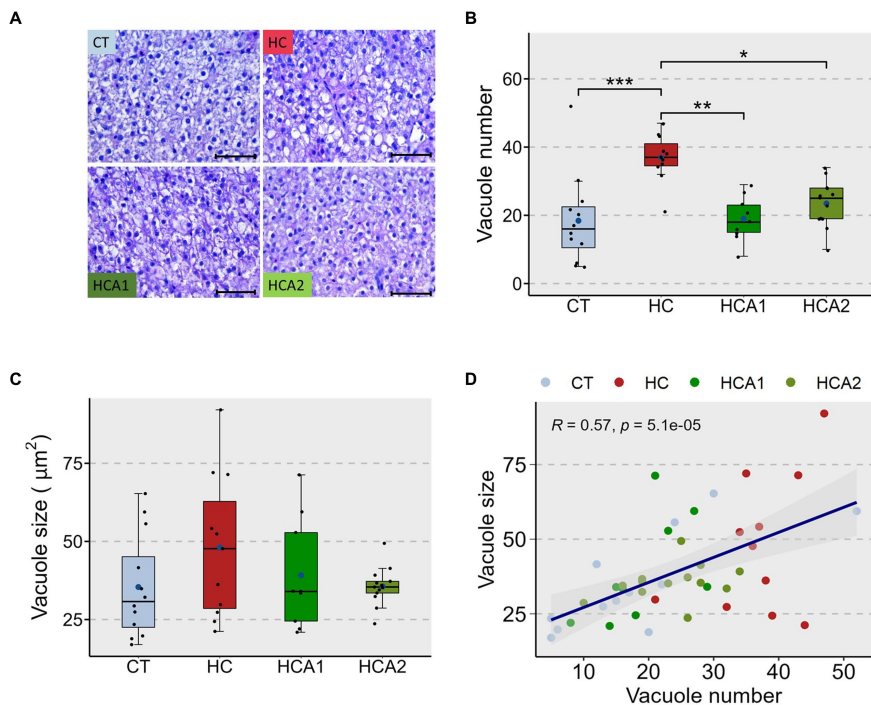 A
CT
HC
HCA1
HCA2
B
Vacuole number
60
40
20
0
***
**
*
CT HC HCA1 HCA2
C
Vacuole size ( μm²)
75
50
25
CT HC HCA1 HCA2
D
CT HC HCA1 HCA2
R = 0.57, p = 5.1e-05
Vacuole size
75
50
25
10 20 30 40 50
Vacuole number